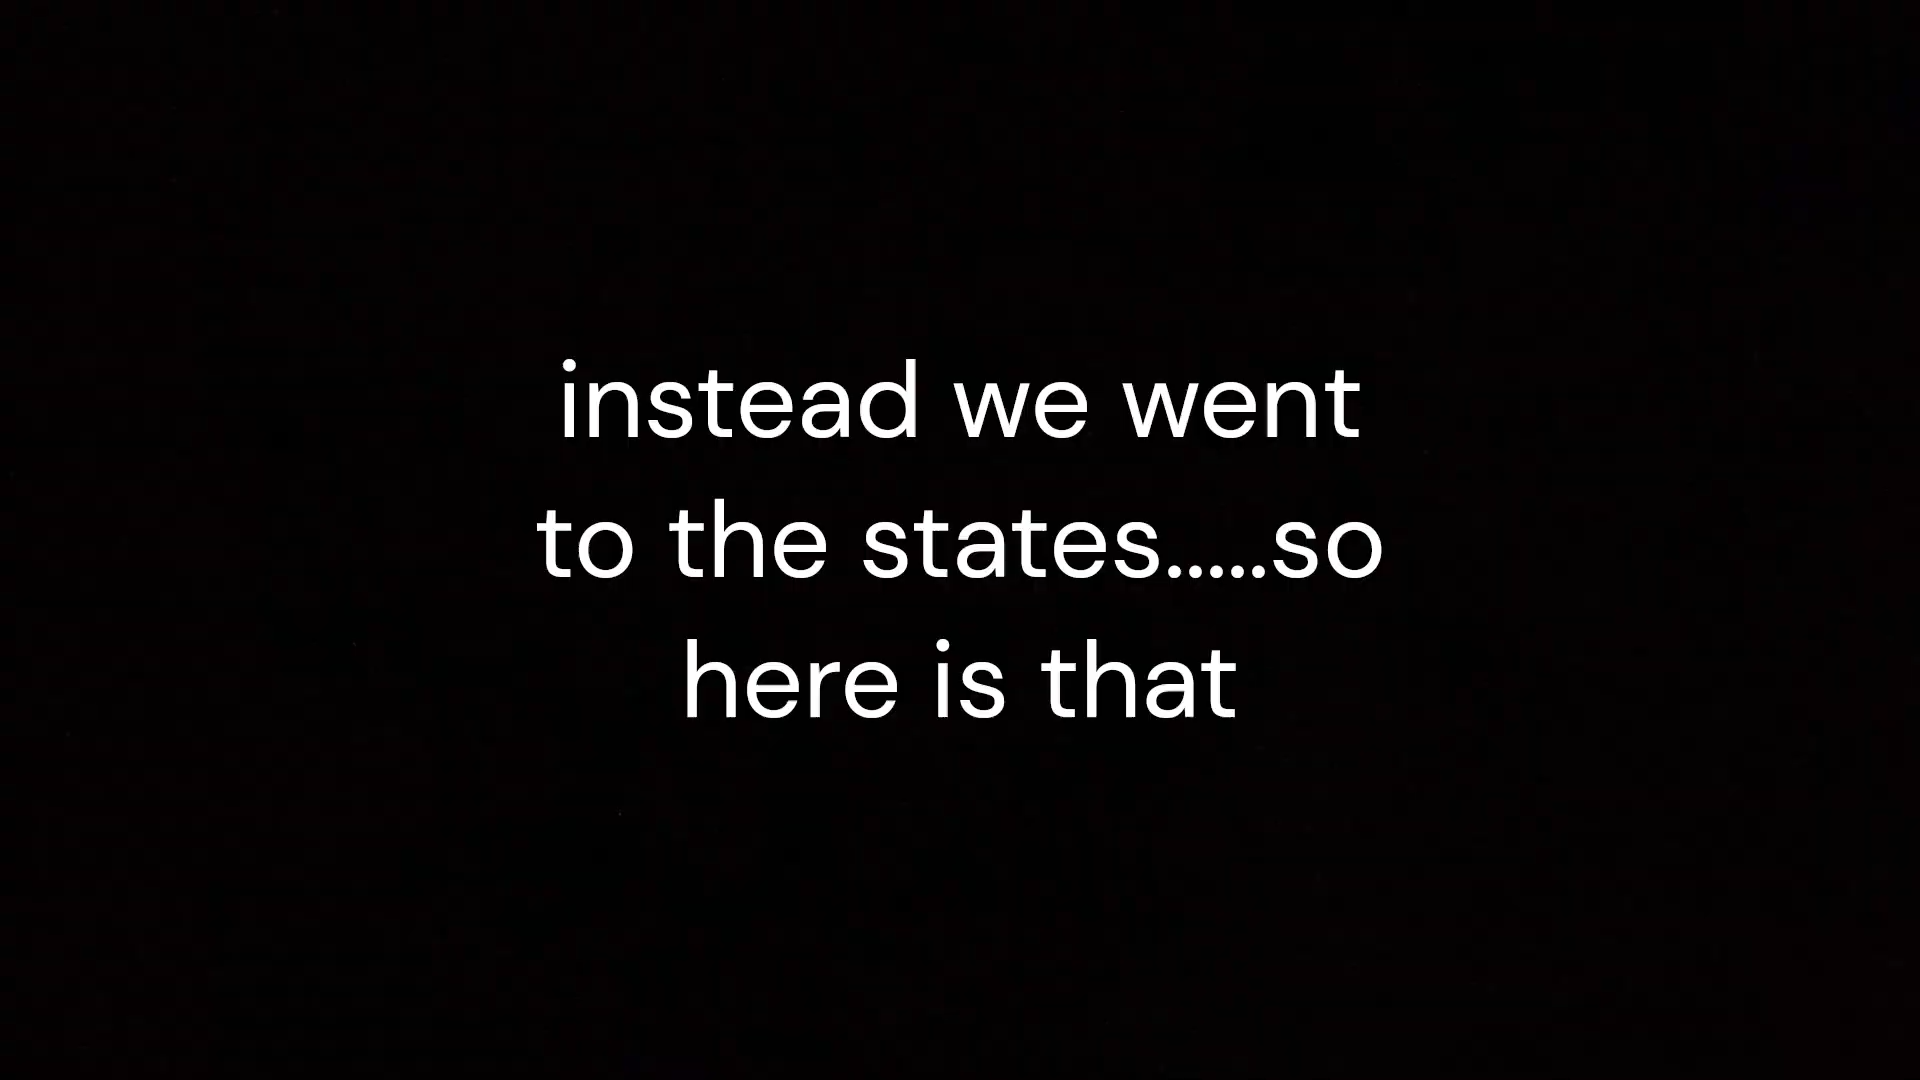 instead we went
to the states.....so
here is that